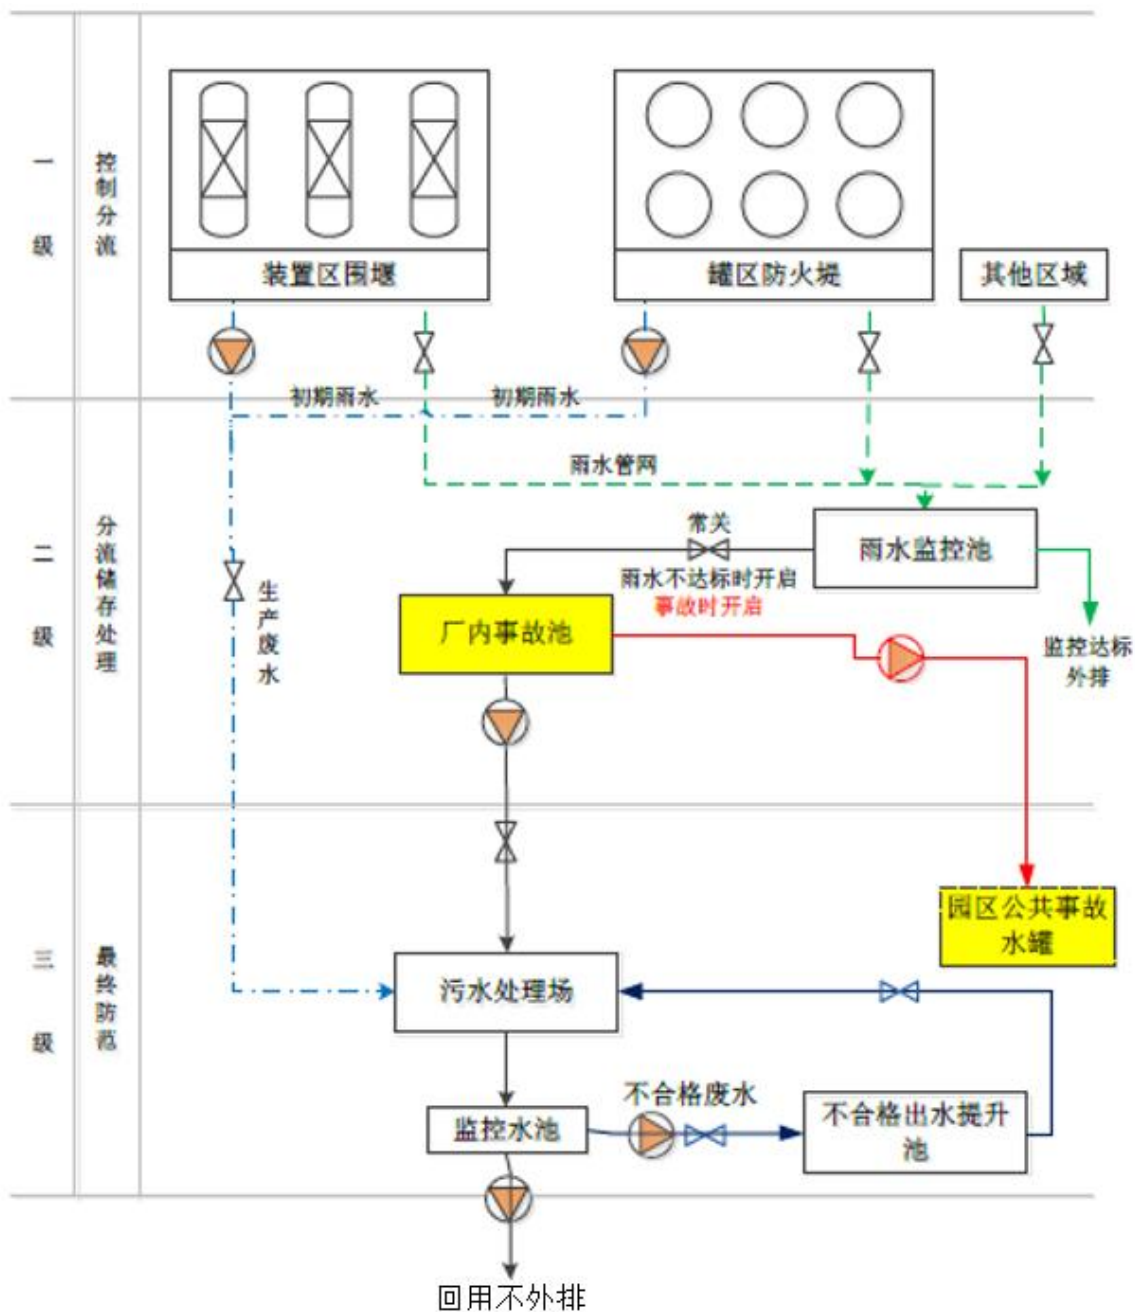 一级
控制分流
装置区围堰
罐区防火堤
其他区域
初期雨水
初期雨水
雨水管网
二级
分流储存处理
生产废水
常关
雨水监控池
雨水不达标时开启
事故时开启
厂内事故池
监控达标
外排
三级
最终防范
园区公共事故
水罐
污水处理场
不合格废水
监控水池
不合格出水提升
池
回用不外排